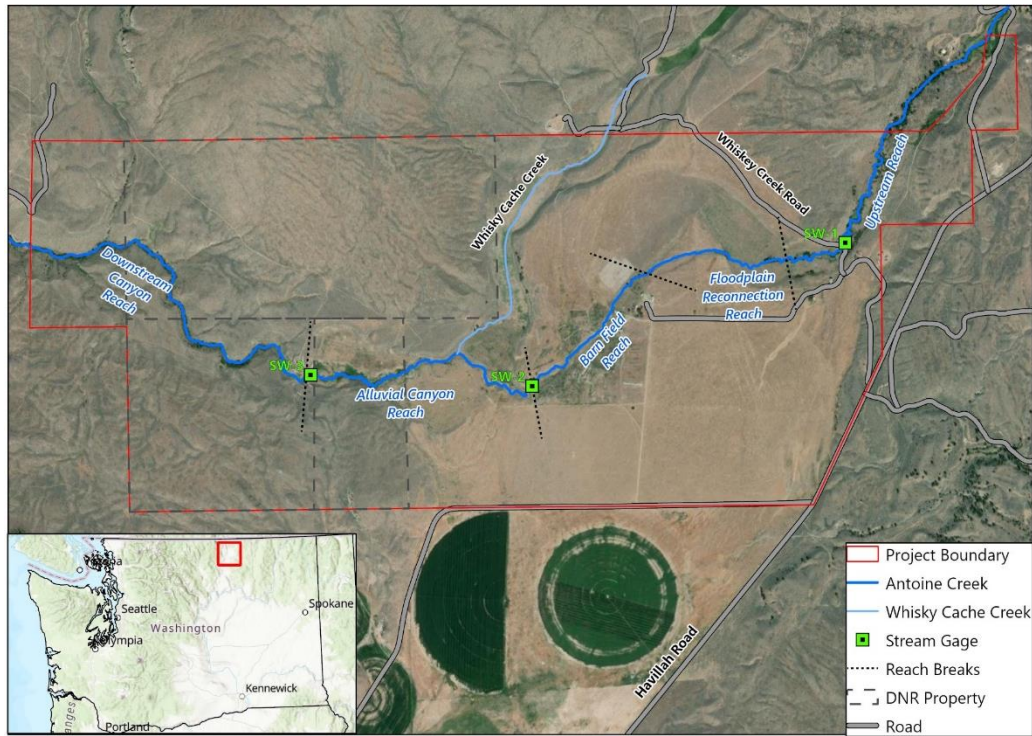 Whiskey Creek Road
Whisky Cache Creek
Upstream Reach
SW-1
Downstream
Canyon
Reach
Floodplain
Reconnection
Reach
Barn Field
Reach
SW-2
Alluvial Canyon
Reach
Havillah Road
Seattle
Olympia
Washington
Spokane
Kennewick
Portland
Project Boundary
Antoine Creek
Whisky Cache Creek
Stream Gage
Reach Breaks
DNR Property
Road